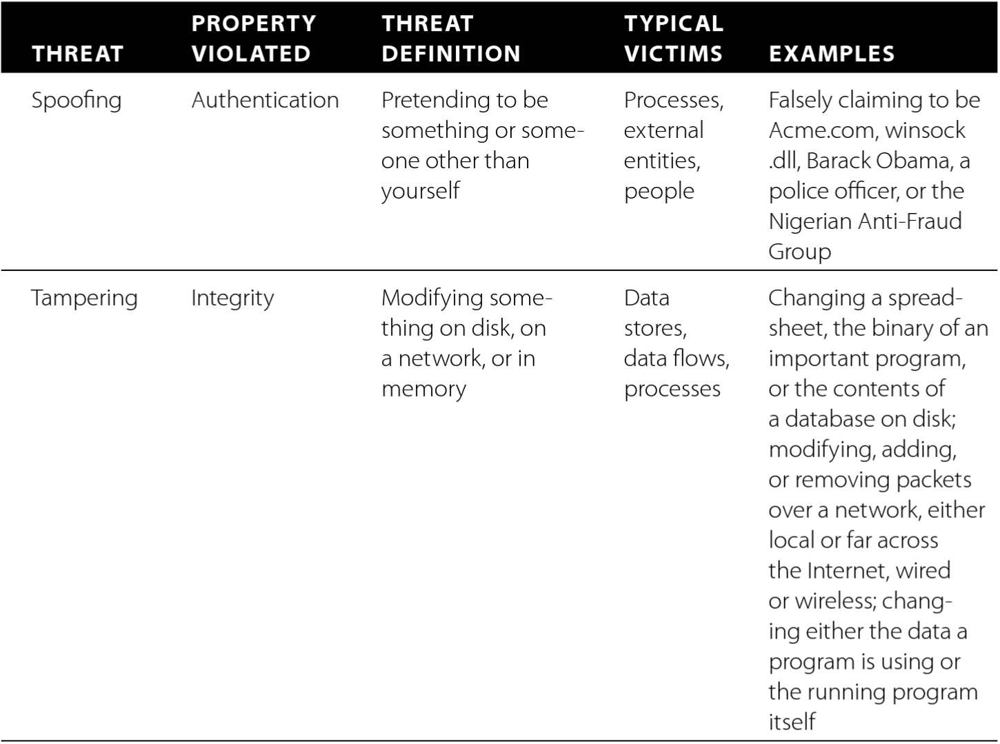 THREAT
PROPERTY
VIOLATED
THREAT
DEFINITION
TYPICAL
VICTIMS
EXAMPLES
Spoofing
Authentication
Pretending to be
something or some-
one other than
yourself
Processes,
external
entities,
people
Falsely claiming to be
Acme.com, winsock
.dll, Barack Obama, a
police officer, or the
Nigerian Anti-Fraud
Group
Tampering
Integrity
Modifying some-
thing on disk, on
a network, or in
memory
Data
stores,
data flows,
processes
Changing a spread-
sheet, the binary of an
important program,
or the contents of
a database on disk;
modifying, adding,
or removing packets
over a network, either
local or far across
the Internet, wired
or wireless; chang-
ing either the data a
program is using or
the running program
itself